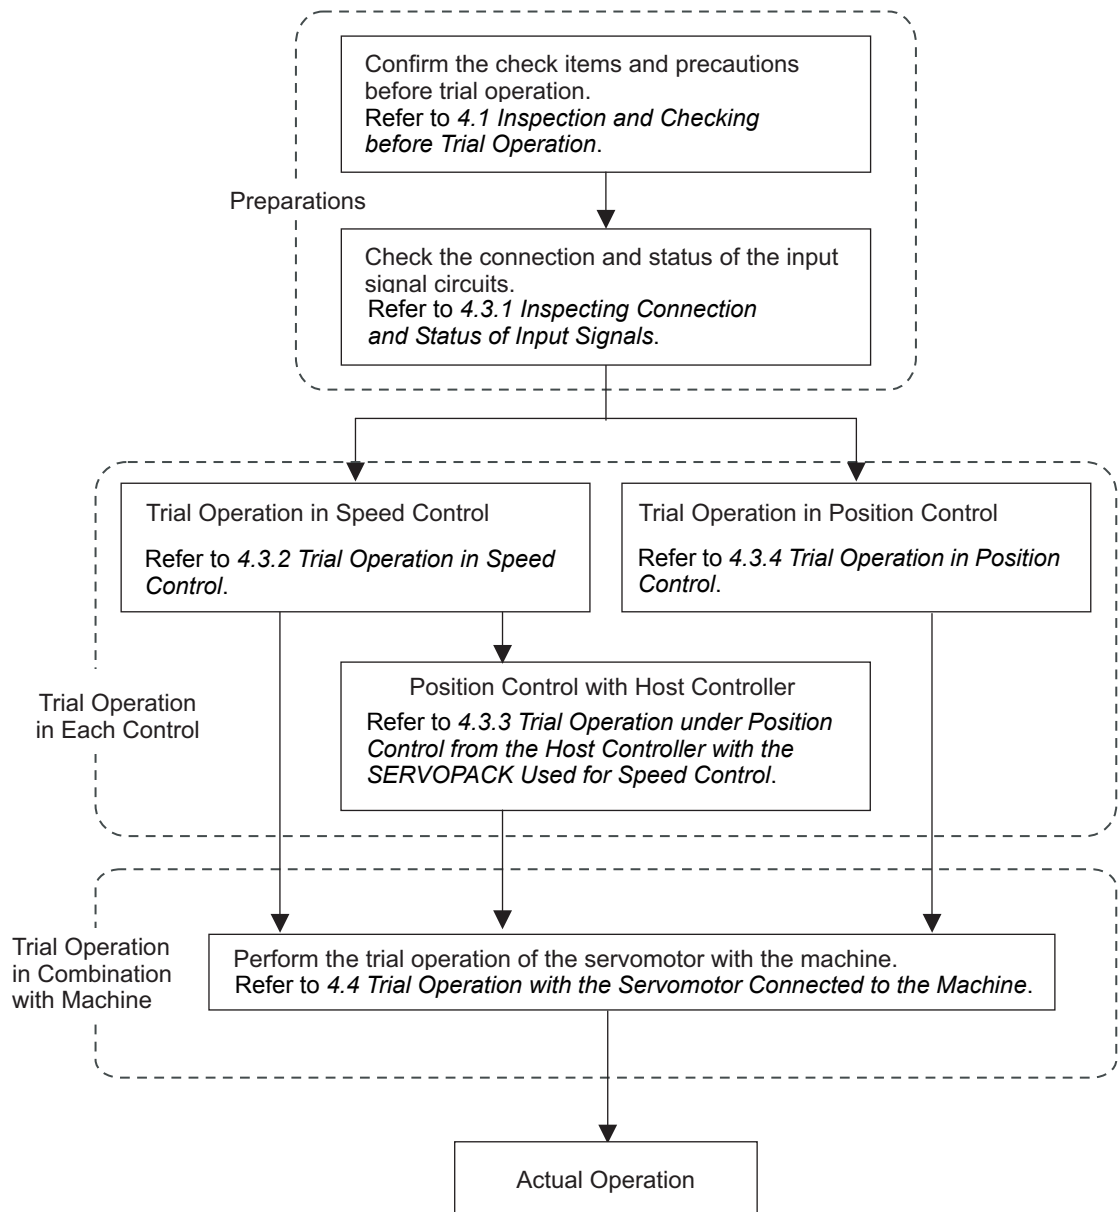 Confirm the check items and precautions
before trial operation.
Refer to 4.1 Inspection and Checking
before Trial Operation.
Preparations
Check the connection and status of the input
signal circuits.
Refer to 4.3.1 Inspecting Connection
and Status of Input Signals.
Trial Operation in Speed Control
Refer to 4.3.2 Trial Operation in Speed
Control.
Trial Operation in Position Control
Refer to 4.3.4 Trial Operation in Position
Control.
Trial Operation
in Each Control
Position Control with Host Controller
Refer to 4.3.3 Trial Operation under Position
Control from the Host Controller with the
SERVOPACK Used for Speed Control.
Trial Operation
in Combination
with Machine
Perform the trial operation of the servomotor with the machine.
Refer to 4.4 Trial Operation with the Servomotor Connected to the Machine.
Actual Operation